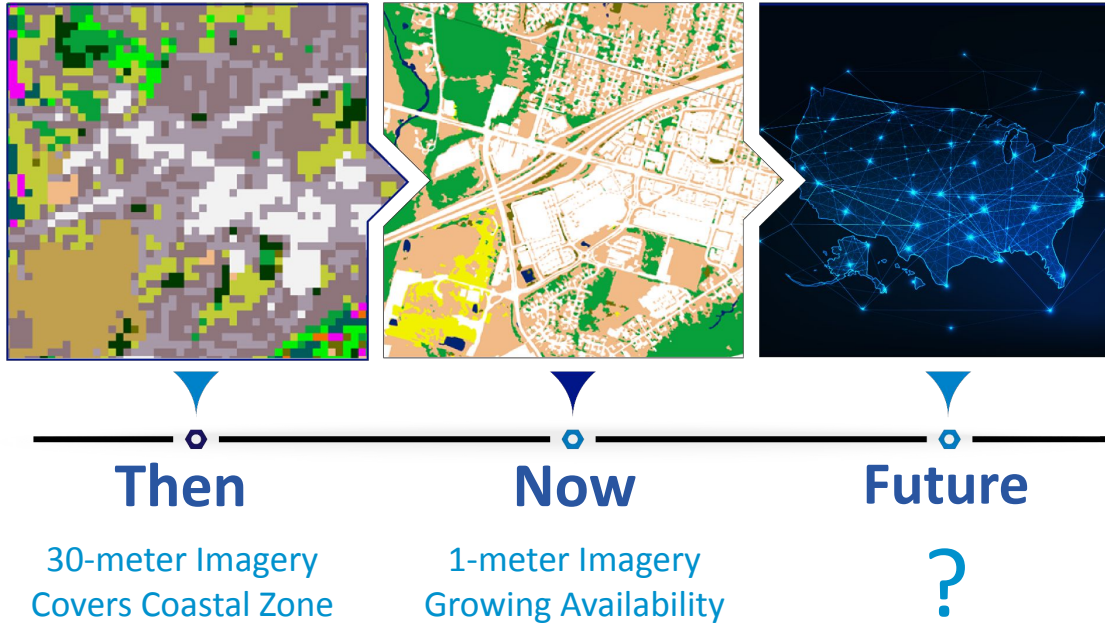 Then
30-meter Imagery
Covers Coastal Zone
Now
1-meter Imagery
Growing Availability
Future
?